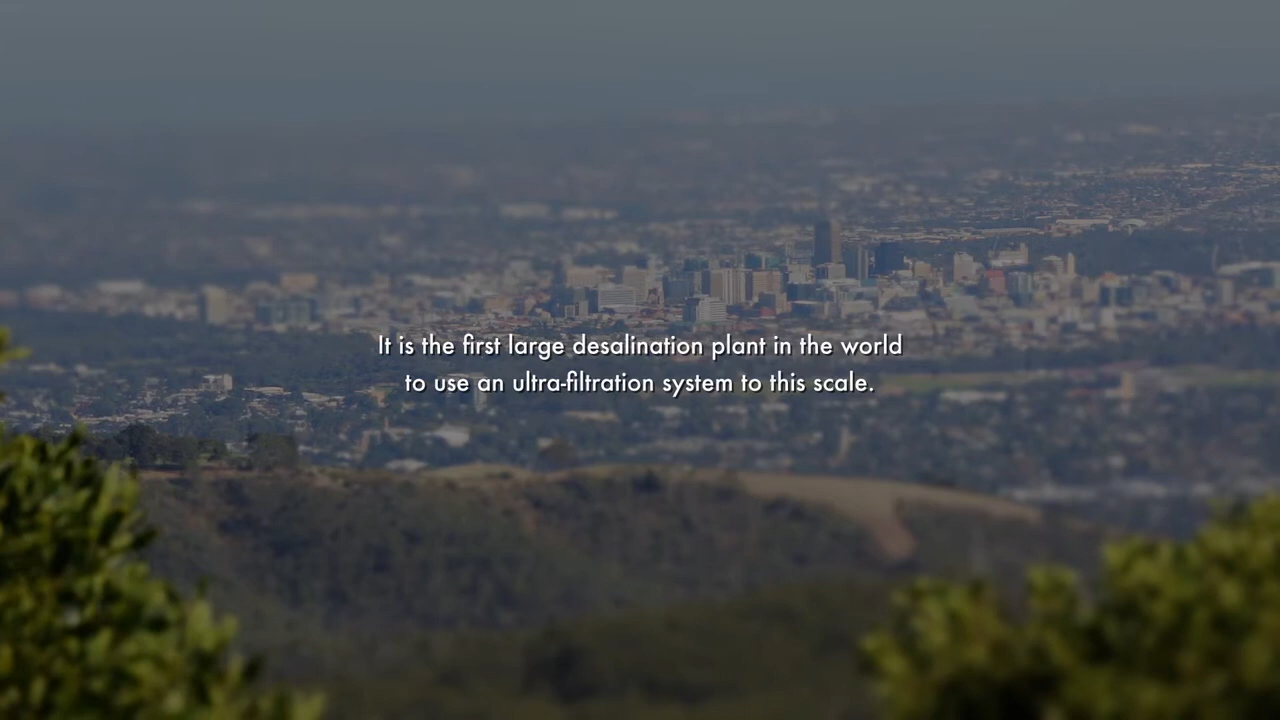 It is the first large desalination plant in the world
to use an ultra-filtration system to this scale.